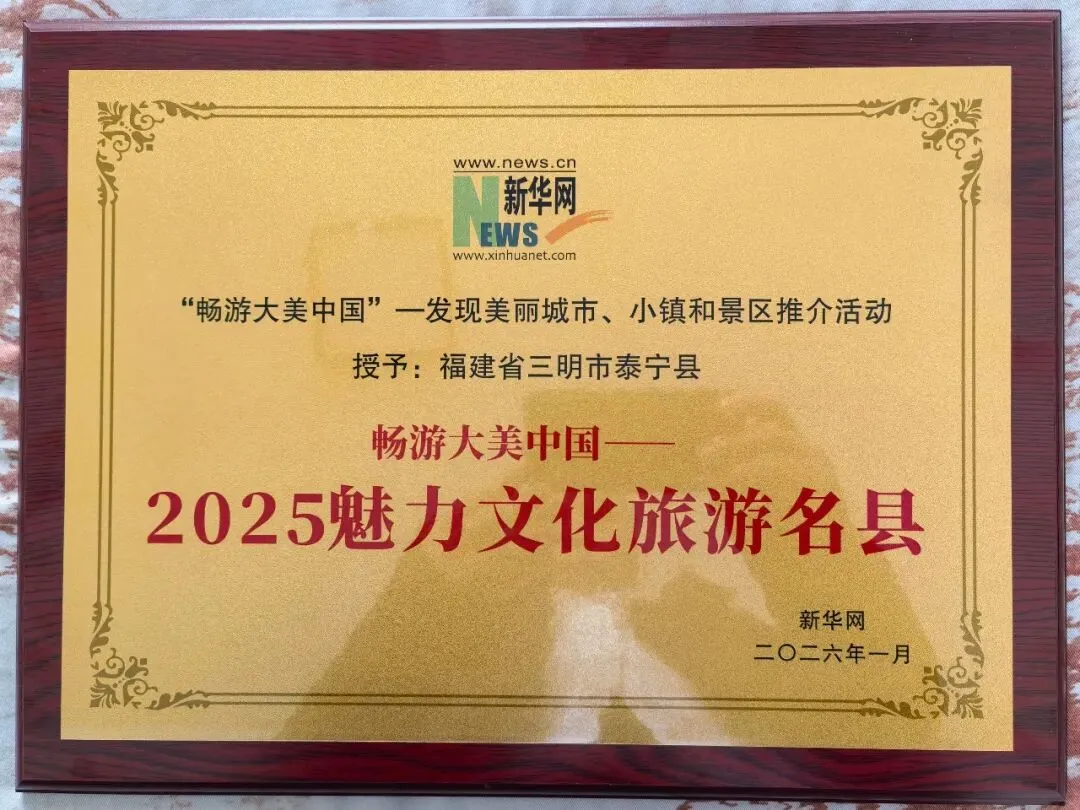 www.news.cn
新华网
NEWS
www.xinhuanet.com
“畅游大美中国”—发现美丽城市、小镇和景区推介活动
授予：福建省三明市泰宁县
畅游大美中国——
2025魅力文化旅游名县
新华网
二〇二六年一月